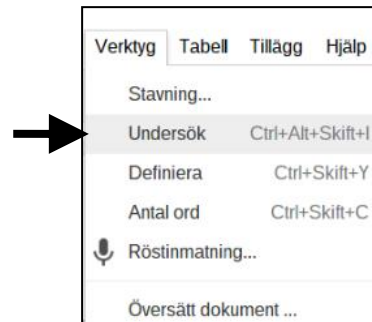 Verktyg Tabell Tillägg Hjälp
Stavning...
Undersök Ctrl+Alt+Skift+I
Definiera Ctrl+Skift+Y
Antal ord Ctrl+Skift+C
Röstinmatning...
Översätt dokument ...